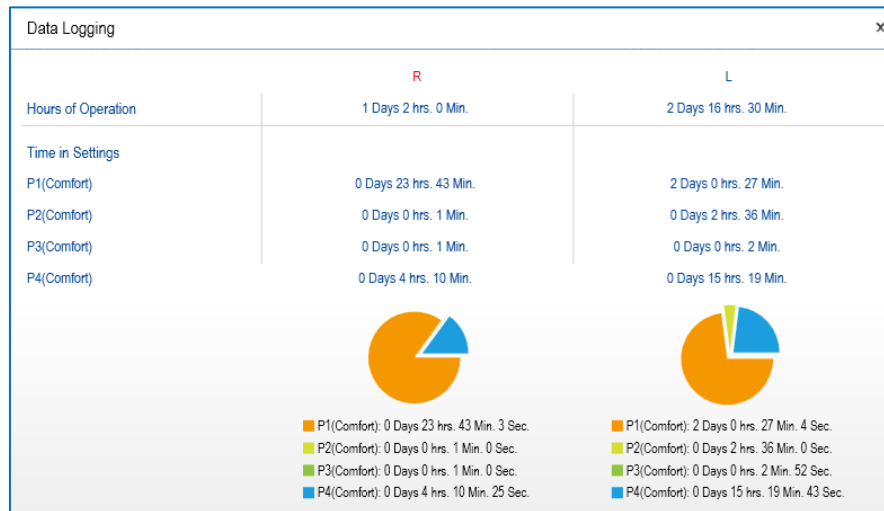 Data Logging x
R L
Hours of Operation 1 Days 2 hrs. 0 Min. 2 Days 16 hrs. 30 Min.
Time in Settings
P1(Comfort) 0 Days 23 hrs. 43 Min. 2 Days 0 hrs. 27 Min.
P2(Comfort) 0 Days 0 hrs. 1 Min. 0 Days 2 hrs. 36 Min.
P3(Comfort) 0 Days 0 hrs. 1 Min. 0 Days 0 hrs. 2 Min.
P4(Comfort) 0 Days 4 hrs. 10 Min. 0 Days 15 hrs. 19 Min.
P1(Comfort): 0 Days 23 hrs. 43 Min. 3 Sec. P1(Comfort): 2 Days 0 hrs. 27 Min. 4 Sec.
P2(Comfort): 0 Days 0 hrs. 1 Min. 0 Sec. P2(Comfort): 0 Days 2 hrs. 36 Min. 0 Sec.
P3(Comfort): 0 Days 0 hrs. 1 Min. 0 Sec. P3(Comfort): 0 Days 0 hrs. 2 Min. 52 Sec.
P4(Comfort): 0 Days 4 hrs. 10 Min. 25 Sec. P4(Comfort): 0 Days 15 hrs. 19 Min. 43 Sec.